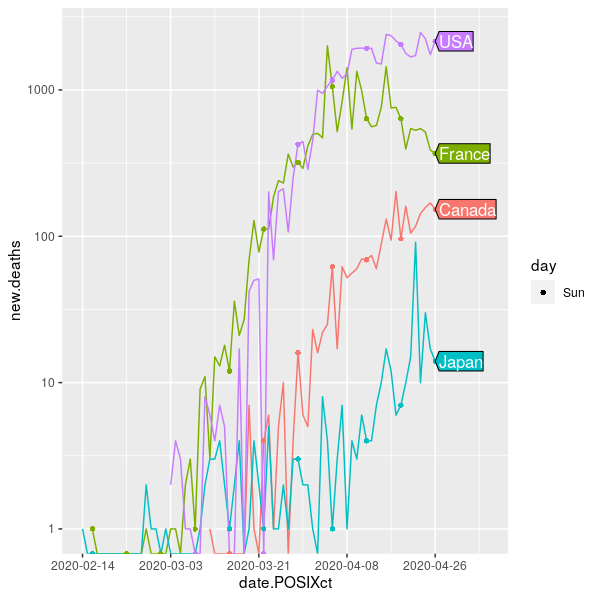 USA
1000
France
Canada
100
new.deaths
day
Sun
Japan
10
1
2020-02-14
2020-03-03
2020-03-21
2020-04-08
2020-04-26
date.POSIXct